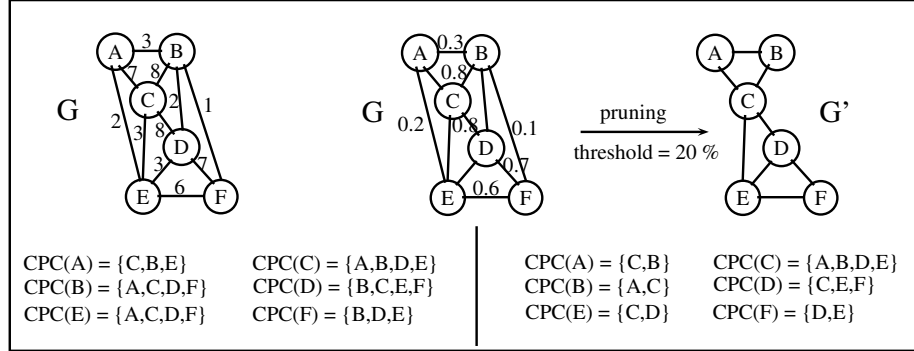 A 3 B
7 8
G C 2 1
2 3 8
D
3 7
E 6 F
A 0.3 B
0.8
G C
0.2 0.8 0.1
D
0.7
E 0.6 F
pruning
threshold = 20 %
A B
C G'
D
E F
CPC(A) = {C,B,E} CPC(C) = {A,B,D,E}
CPC(B) = {A,C,D,F} CPC(D) = {B,C,E,F}
CPC(E) = {A,C,D,F} CPC(F) = {B,D,E}
CPC(A) = {C,B} CPC(C) = {A,B,D,E}
CPC(B) = {A,C} CPC(D) = {C,E,F}
CPC(E) = {C,D} CPC(F) = {D,E}